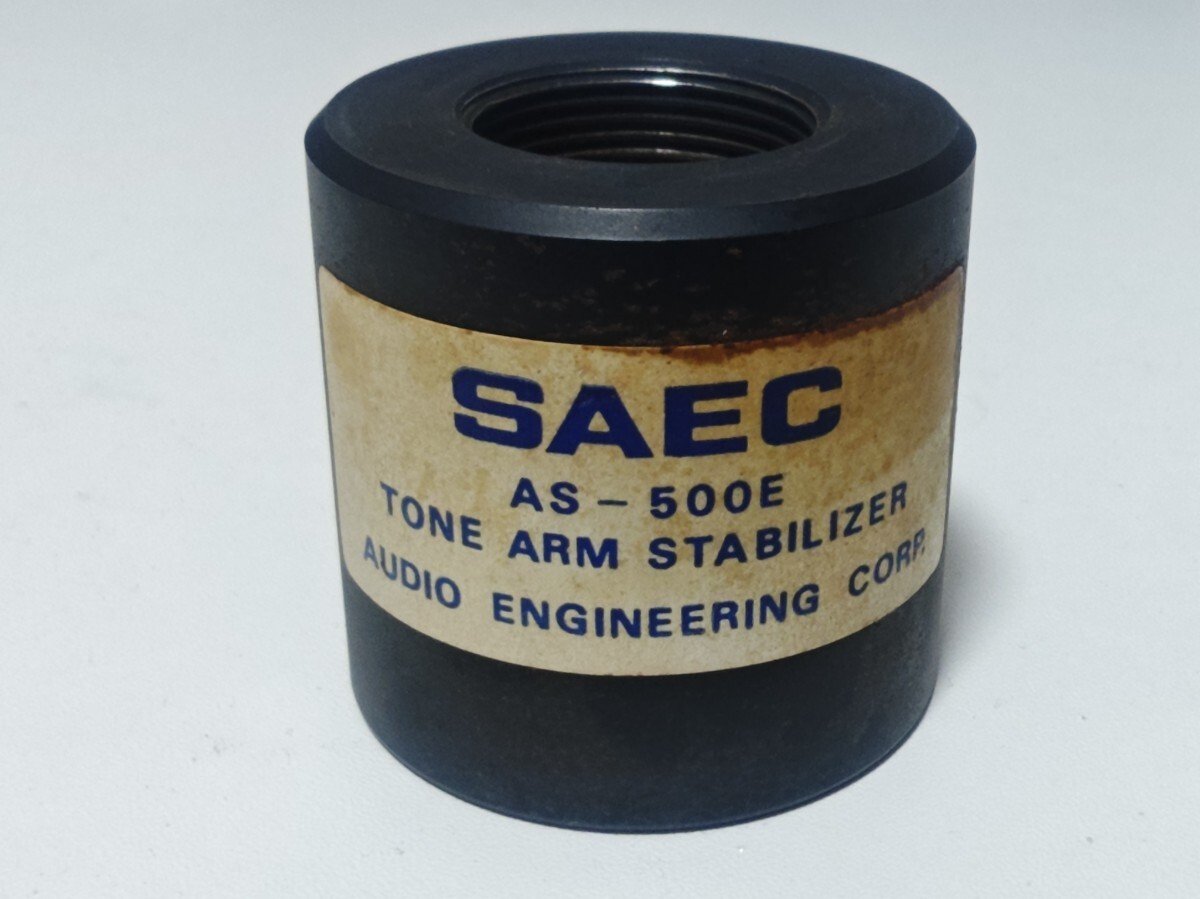 SAEC
AS-500E
TONE ARM STABILIZER
AUDIO ENGINEERING CORP.